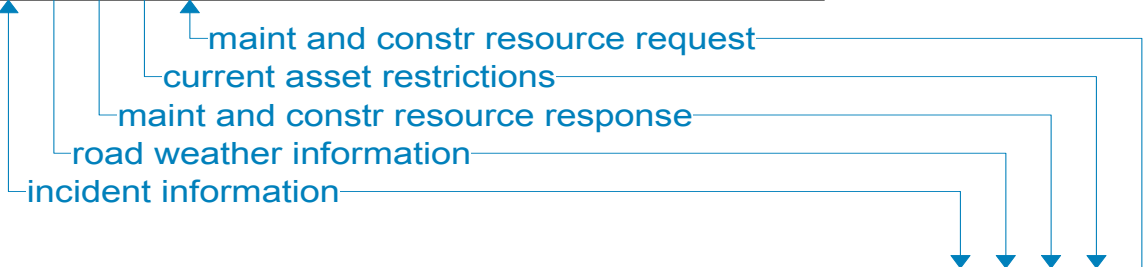 maint and constr resource request
current asset restrictions
maint and constr resource response
road weather information
incident information